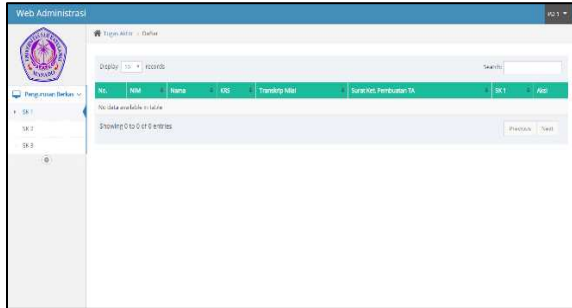 Web Administrasi
Tugas Akhir > Daftar
Display 10 records
Search:
Pengurusan Berkas
No. NIM Nama KRS Transkrip Nilai Surat Ket. Pembuatan TA SK 1 Aksi
SK 1
No data available in table
SK 2
Showing 0 to 0 of 0 entries
Previous Next
SK 3